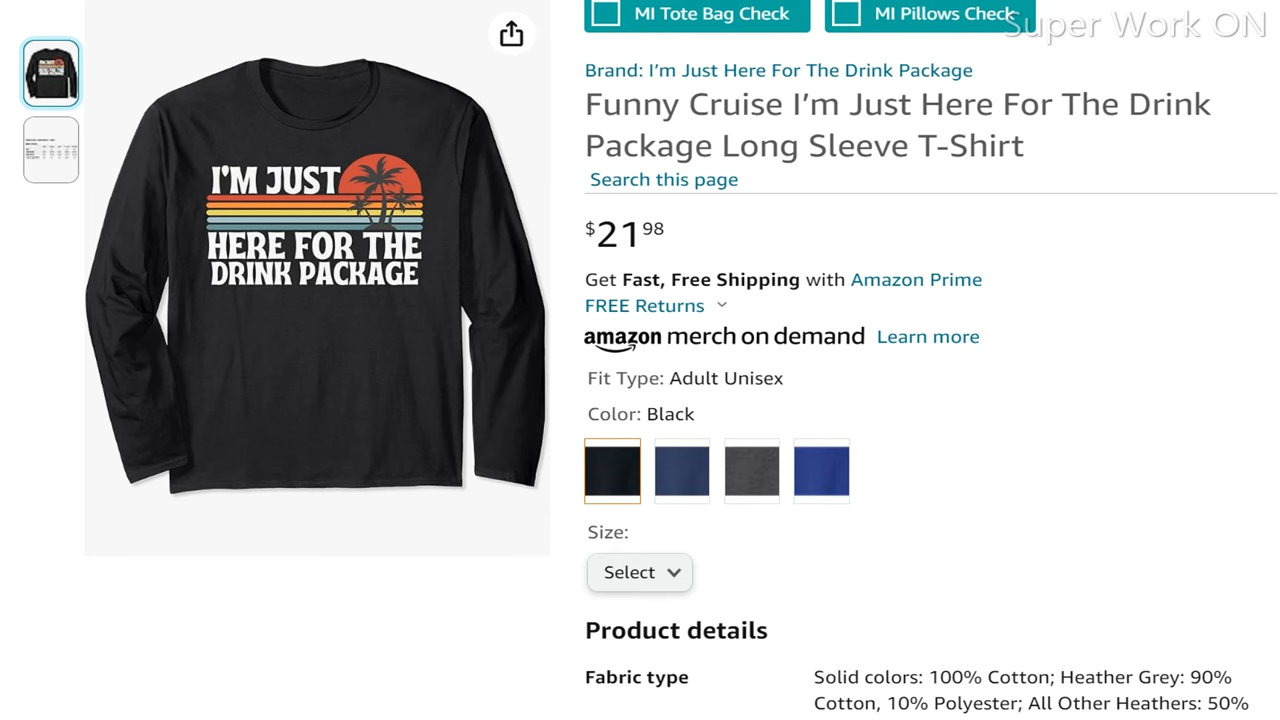 MI Tote Bag Check
MI Pillows Check
Super Work ON
Brand: I’m Just Here For The Drink Package
Funny Cruise I’m Just Here For The Drink
Package Long Sleeve T-Shirt
Search this page
$21 98
Get Fast, Free Shipping with Amazon Prime
FREE Returns
amazon merch on demand Learn more
Fit Type: Adult Unisex
Color: Black
Size:
Select
Product details
Fabric type
Solid colors: 100% Cotton; Heather Grey: 90%
Cotton, 10% Polyester; All Other Heathers: 50%
I'M JUST
HERE FOR THE
DRINK PACKAGE